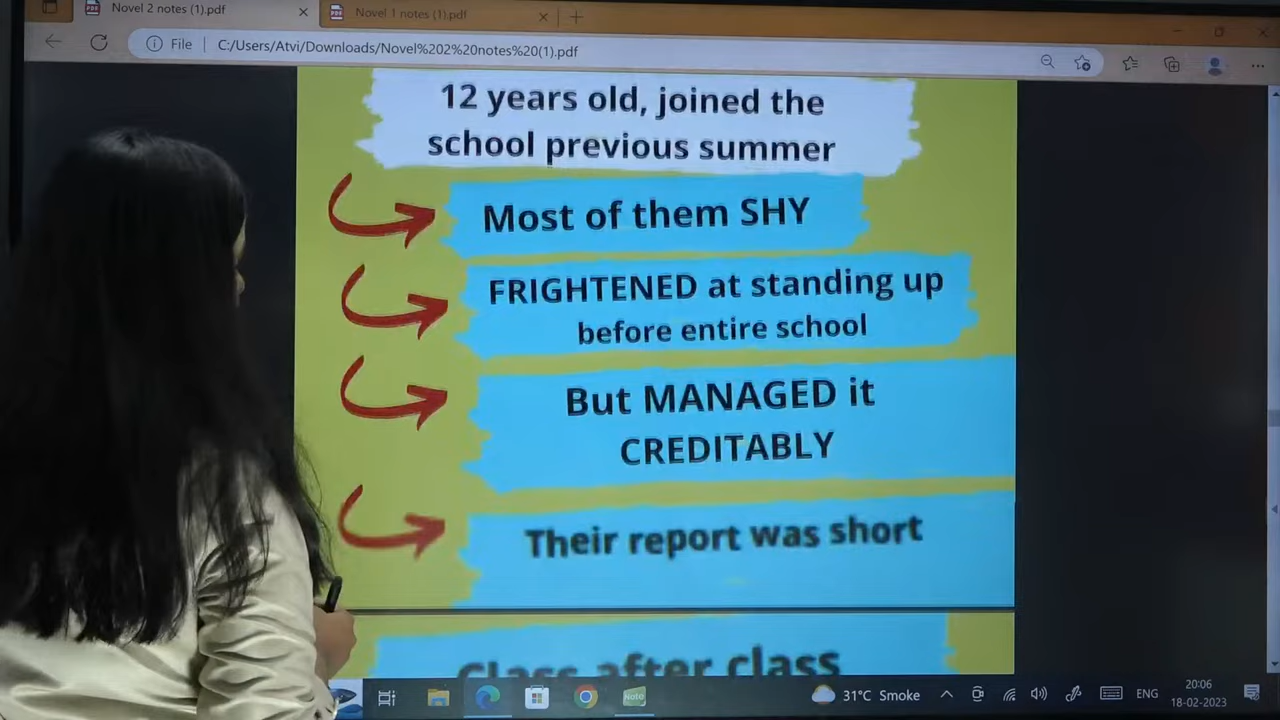 Novel 2 notes (1).pdf
Novel 1 notes (1).pdf
File
C:/Users/Atvi/Downloads/Novel%202%20notes%20(1).pdf
12 years old, joined the
school previous summer
Most of them SHY
FRIGHTENED at standing up
before entire school
But MANAGED it
CREDITABLY
Their report was short
Class after class
31°C Smoke
ENG
20:06
18-02-2023
Note